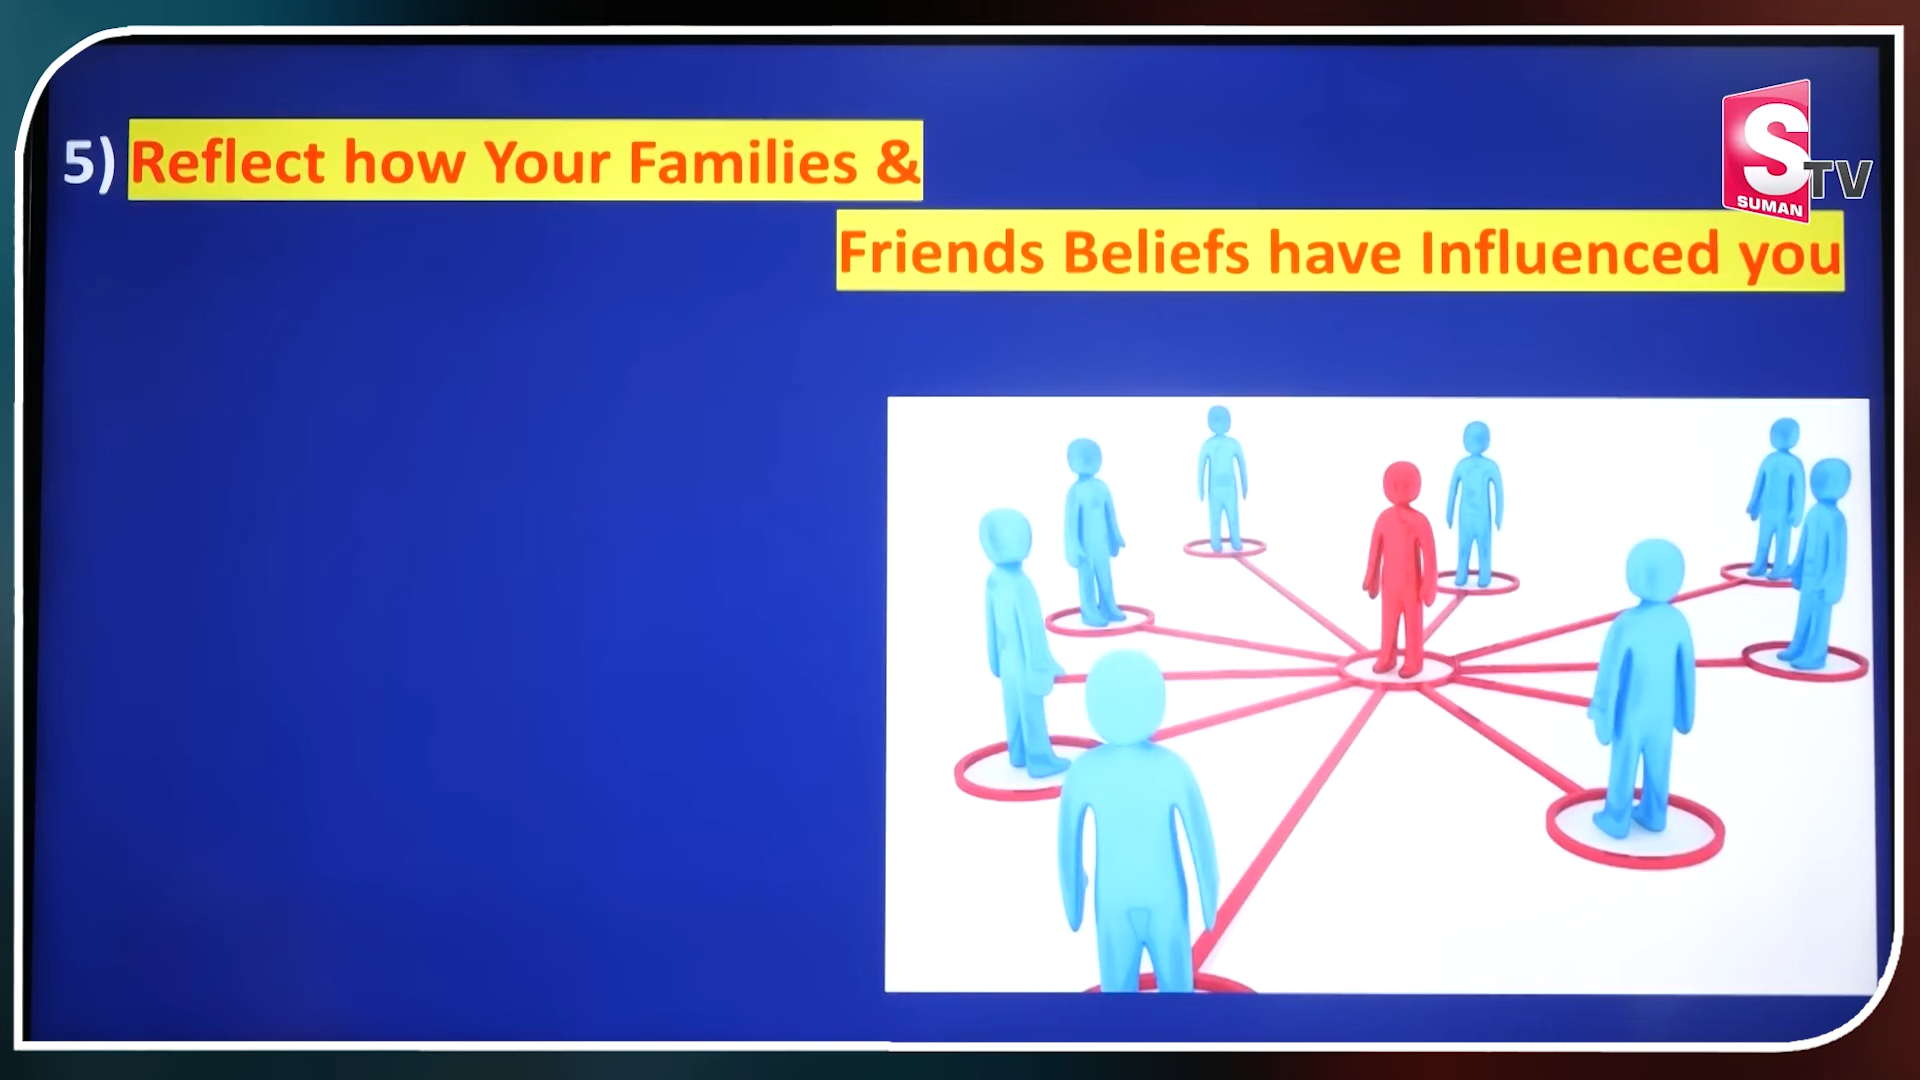 5) Reflect how Your Families &
Friends Beliefs have Influenced you
S TV
SUMAN